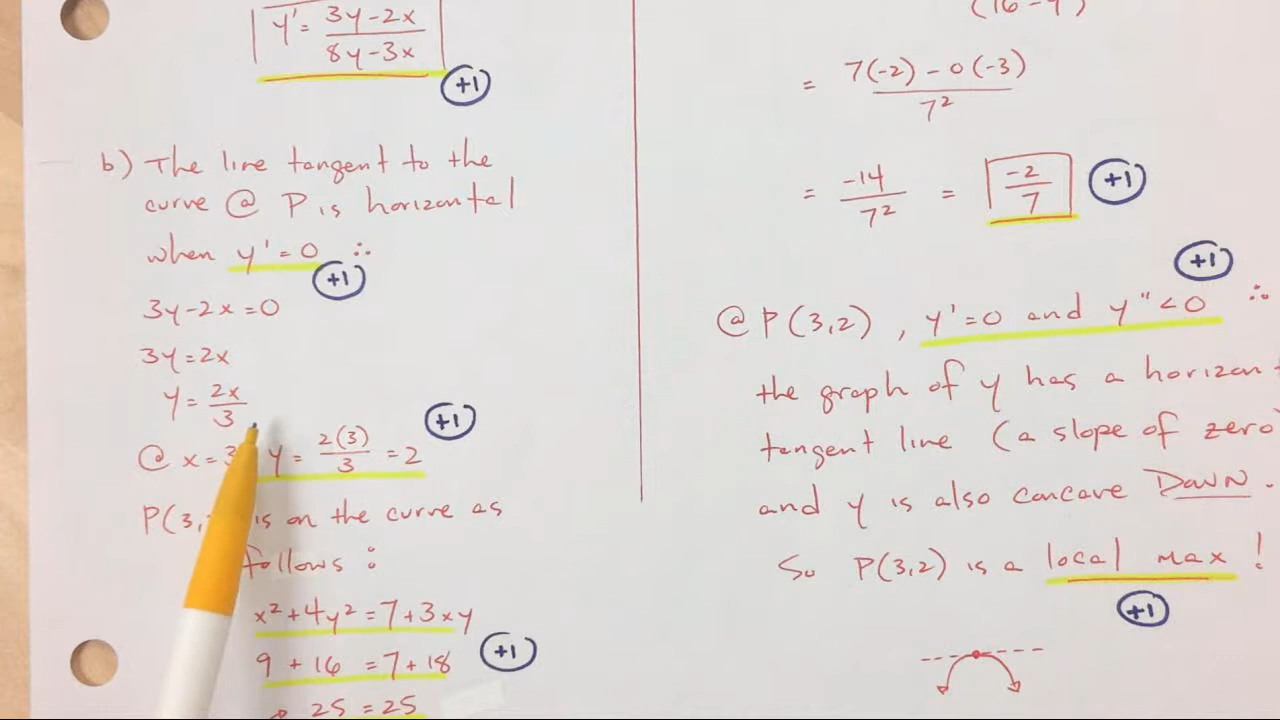 y' = 3y-2x / 8y-3x
+1
b) The line tangent to the
curve @ P is horizontal
when y' = 0 ∴
+1
3y-2x=0
3y=2x
y = 2x/3
@ x=3 y = 2(3)/3 = 2
+1
P(3, is on the curve as
follows :
x²+4y² = 7+3xy
9 + 16 = 7+18
+1
25 = 25
(16-9)
= 7(-2) - 0(-3) / 7²
= -14/7² = -2/7
+1
+1
@ P(3,2), y'=0 and y"<0 ∴
the graph of y has a horizont
tangent line (a slope of zero)
and y is also concave DOWN.
So P(3,2) is a local max !
+1